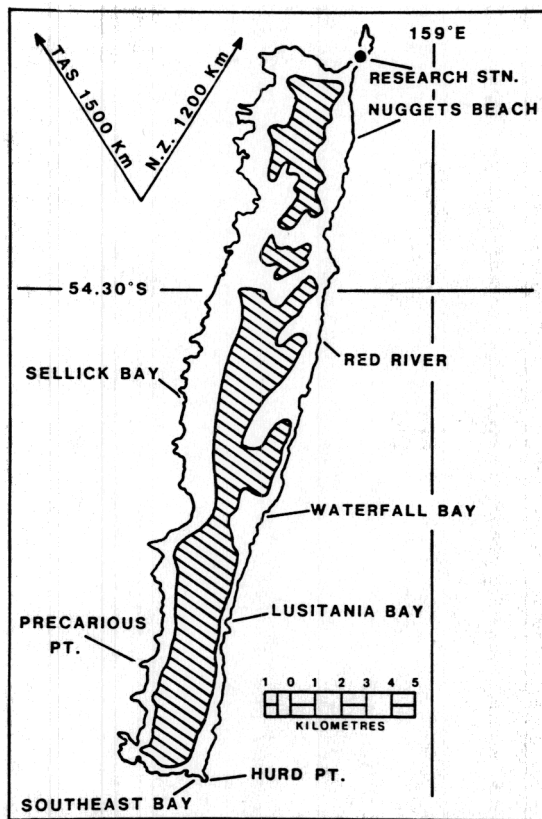 159°E
TAS 1500 Km
N.Z. 1200 Km
RESEARCH STN.
NUGGETS BEACH
54.30°S
RED RIVER
SELLICK BAY
WATERFALL BAY
LUSITANIA BAY
PRECARIOUS
PT.
1 0 1 2 3 4 5
KILOMETRES
HURD PT.
SOUTHEAST BAY